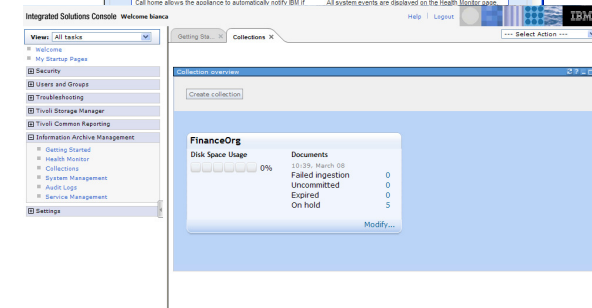 Call home allows the appliance to automatically notify IBM if
All system events are displayed on the Health Monitor page
Integrated Solutions Console Welcome bianca
Help Logout
IBM
View: All tasks
Getting Sta... X Collections X
--- Select Action ---
Welcome
My Startup Pages
Security
Users and Groups
Troubleshooting
Tivoli Storage Manager
Tivoli Common Reporting
Information Archive Management
Getting Started
Health Monitor
Collections
System Management
Audit Logs
Service Management
Settings
Collection overview
Create collection
FinanceOrg
Disk Space Usage
0%
Documents
10:39, March 08
Failed ingestion 0
Uncommitted 0
Expired 0
On hold 5
Modify...